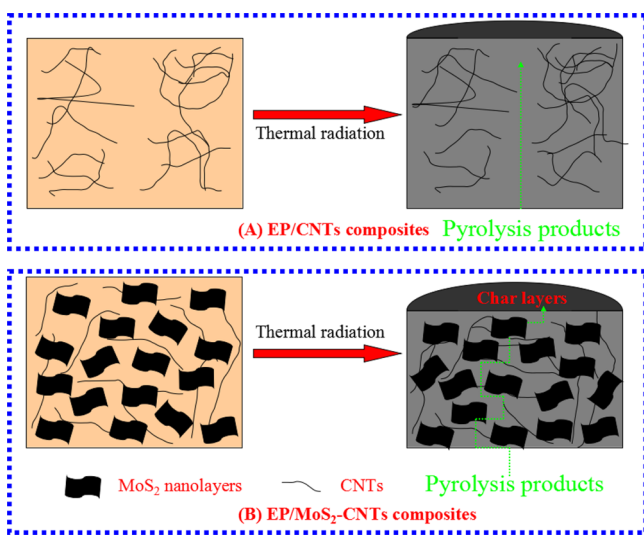 Thermal radiation
(A) EP/CNTs composites
Pyrolysis products
Char layers
Thermal radiation
MoS₂ nanolayers
CNTs
Pyrolysis products
(B) EP/MoS₂-CNTs composites